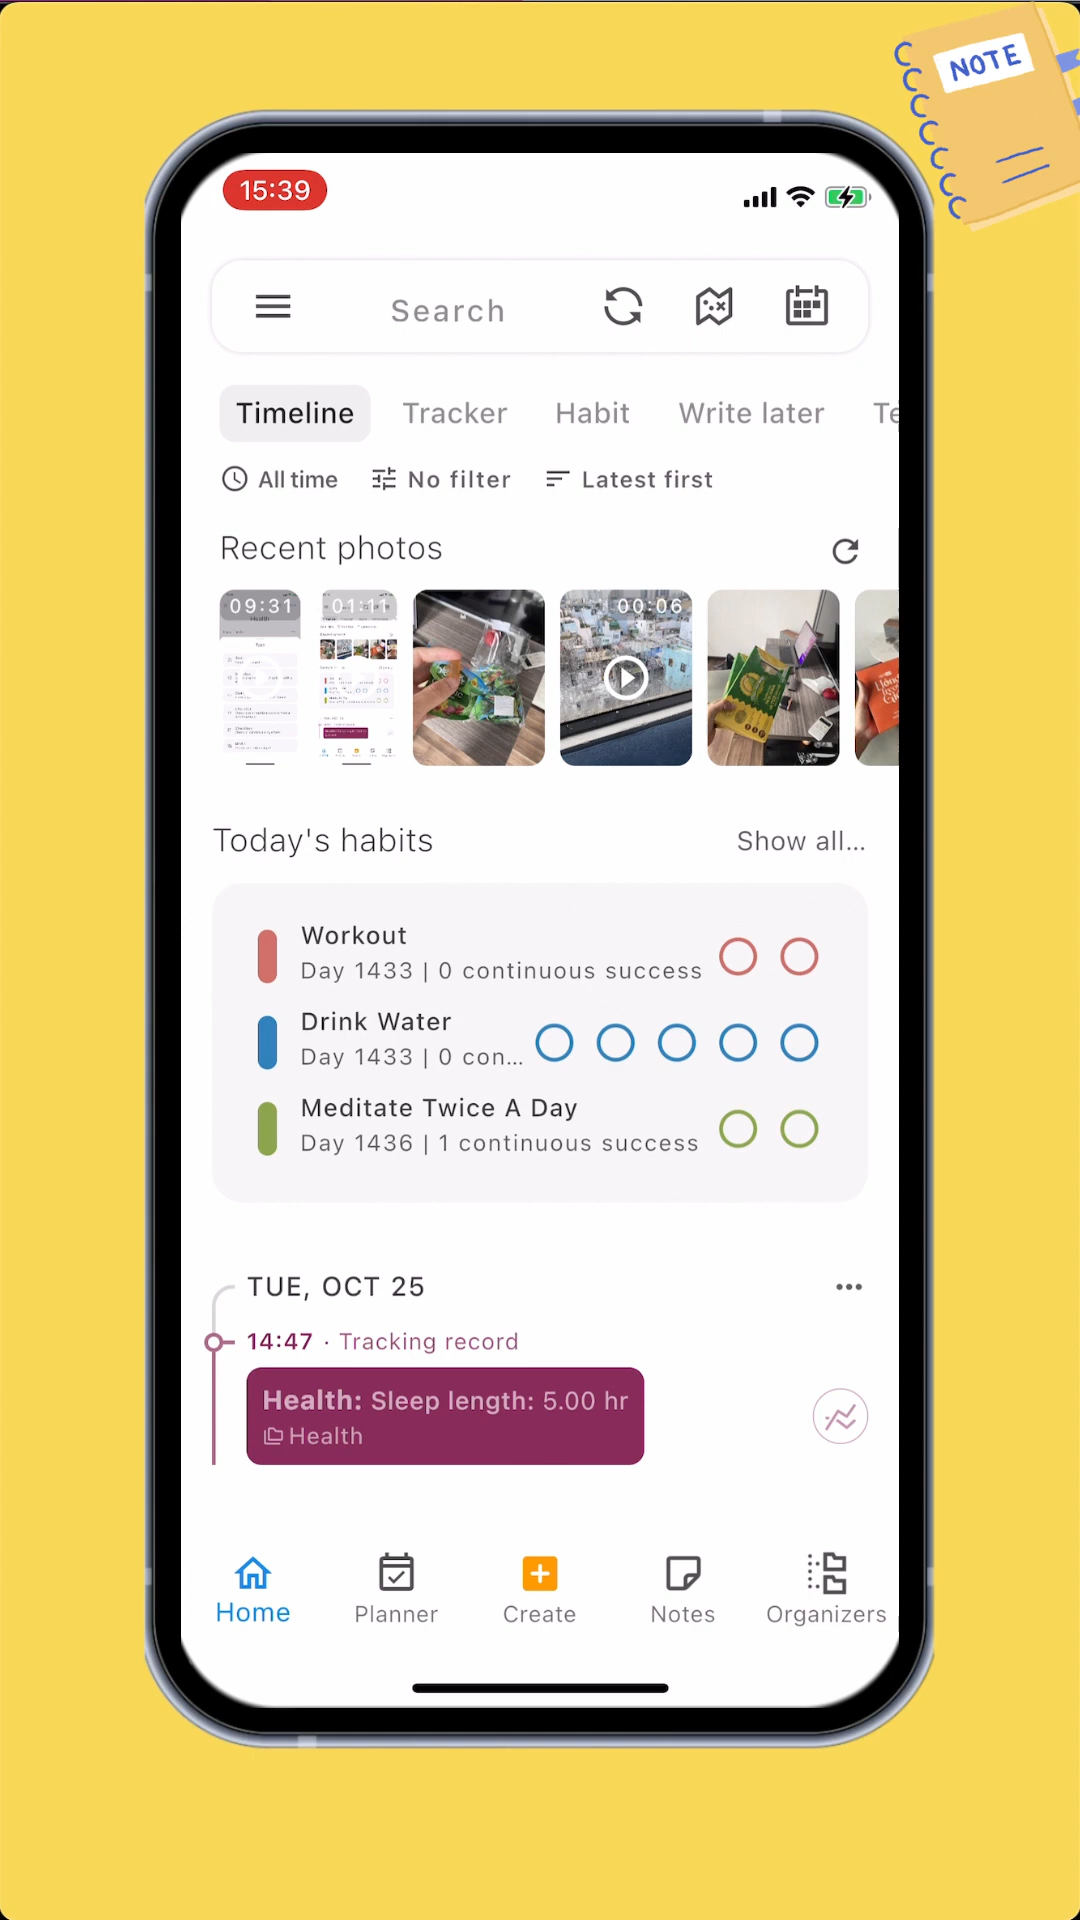 NOTE
15:39
Search
Timeline Tracker Habit Write later Te
All time No filter Latest first
Recent photos
09:31 01:11 00:06
Health
Today's habits Show all...
Workout
Day 1433 | 0 continuous success
Drink Water
Day 1433 | 0 con...
Meditate Twice A Day
Day 1436 | 1 continuous success
TUE, OCT 25
14:47 · Tracking record
Health: Sleep length: 5.00 hr
Health
Home Planner Create Notes Organizers